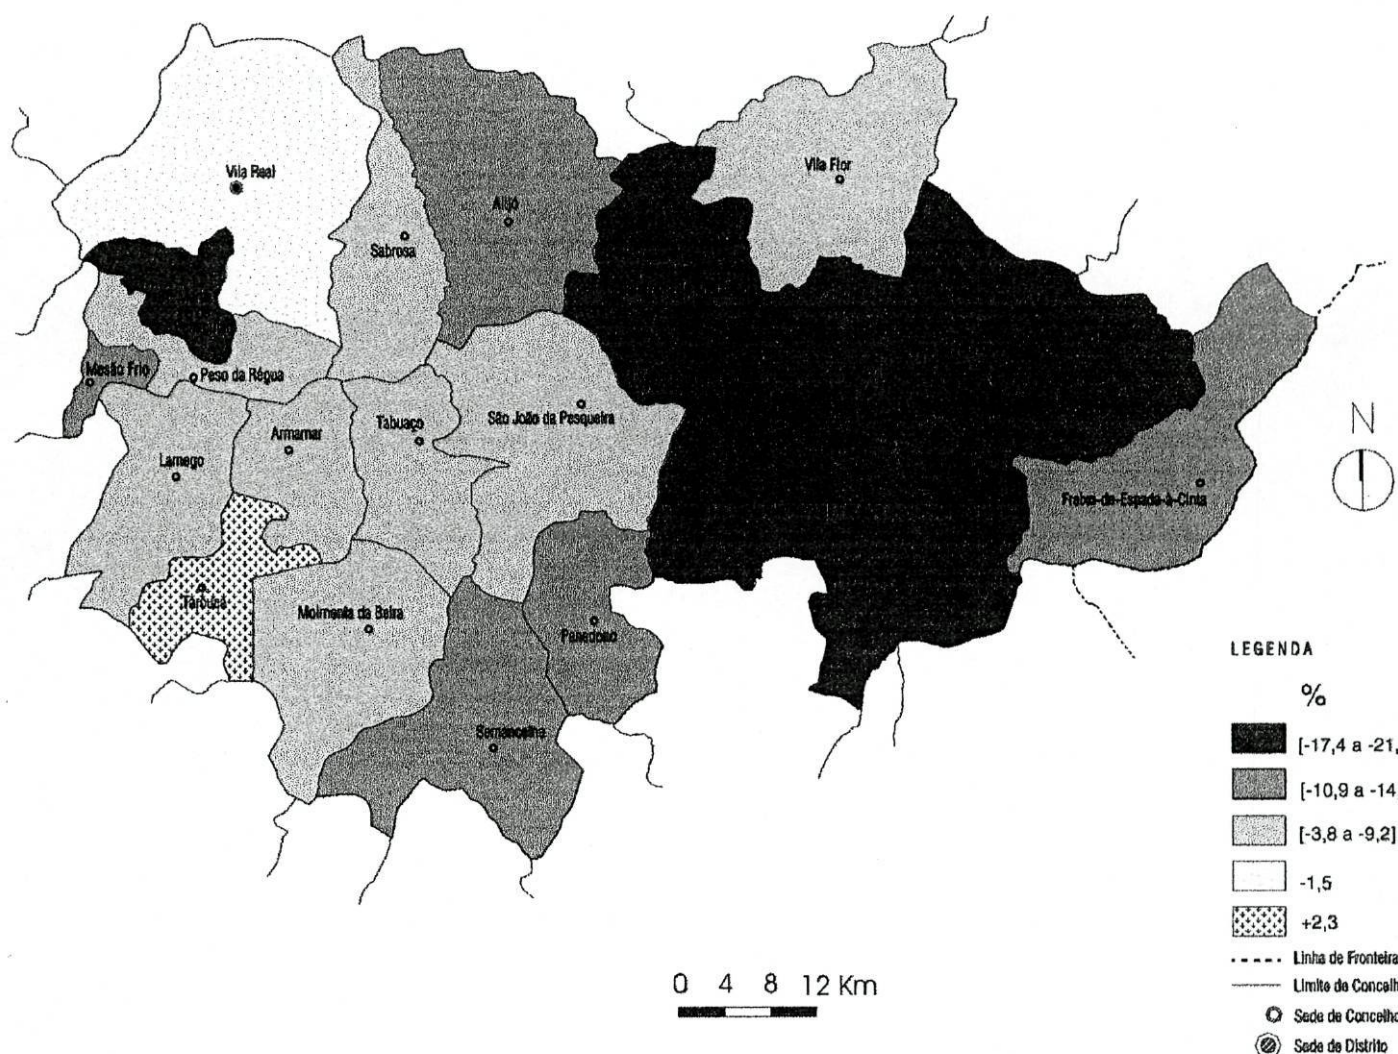 Vila Real
Vila Flor
Alijó
Sabrosa
Mesão Frio
Peso da Régua
São João da Pesqueira
Tabuaço
Armamar
Lamego
N
Freixo-de-Espada-à-Cinta
Tarouca
Moimenta da Beira
Penedono
Sernancelhe
LEGENDA
%
[-17,4 a -21,
[-10,9 a -14
[-3,8 a -9,2]
-1,5
+2,3
Linha de Fronteira
Limite de Concelh
Sede de Concelho
Sede de Distrito
0 4 8 12 Km